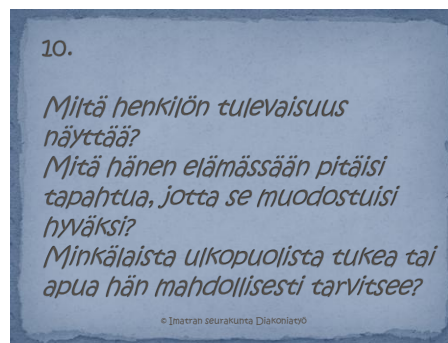 10.
Miltä henkilön tulevaisuus
näyttää?
Mitä hänen elämässään pitäisi
tapahtua, jotta se muodostuisi
hyväksi?
Minkälaista ulkopuolista tukea tai
apua hän mahdollisesti tarvitsee?
© Imatran seurakunta Diakoniatyö